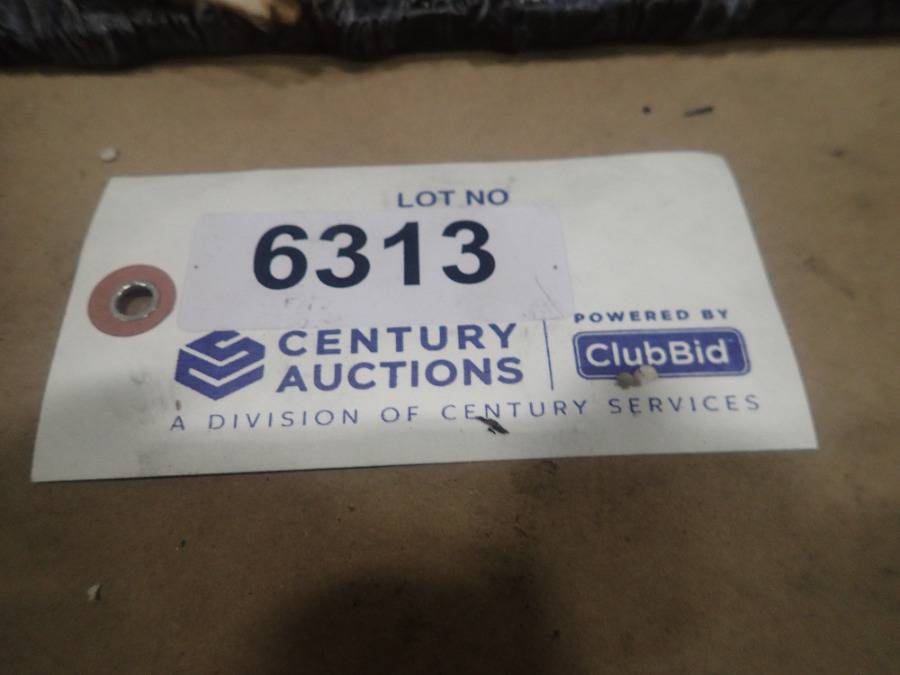 LOT NO
6313
CENTURY
AUCTIONS
POWERED BY
ClubBid
A DIVISION OF CENTURY SERVICES